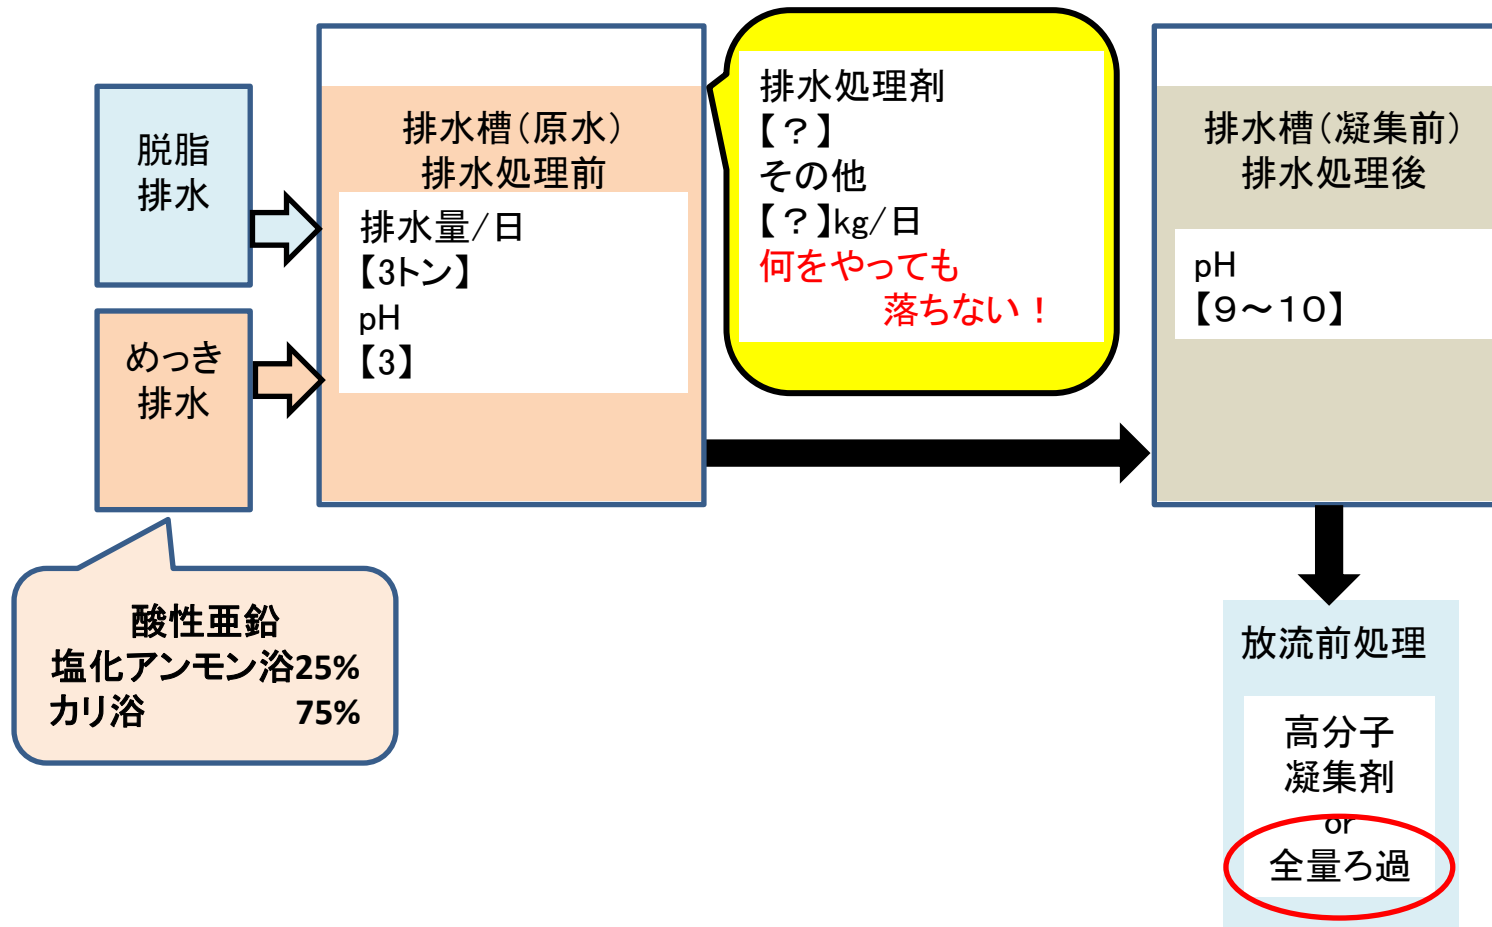 脱脂
排水
めっき
排水
酸性亜鉛
塩化アンモン浴25%
カリ浴 75%
排水槽（原水）
排水処理前
排水量/日
【3トン】
pH
【3】
排水処理剤
【？】
その他
【？】kg/日
何をやっても
落ちない！
排水槽（凝集前）
排水処理後
pH
【９～１０】
放流前処理
高分子
凝集剤
or
全量ろ過